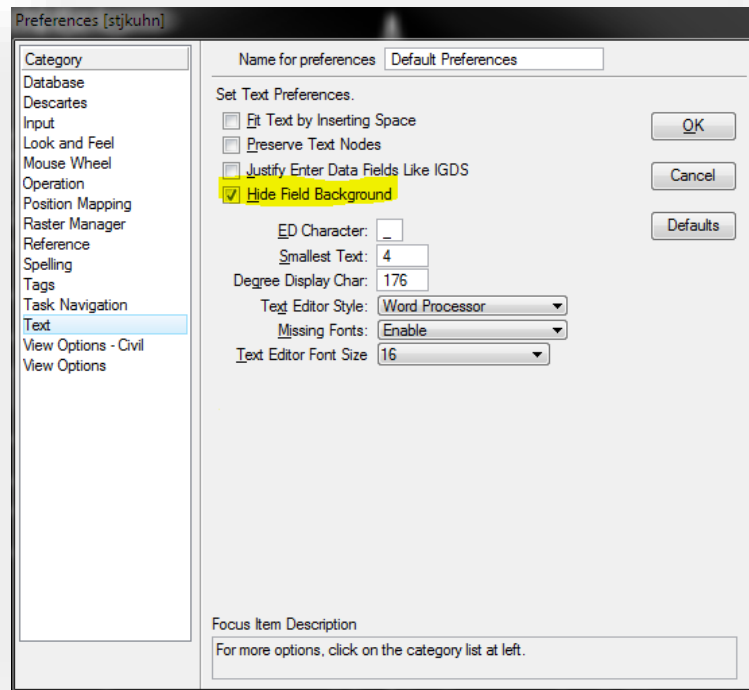 Preferences [stjkuhn]
Category
Database
Descartes
Input
Look and Feel
Mouse Wheel
Operation
Position Mapping
Raster Manager
Reference
Spelling
Tags
Task Navigation
Text
View Options - Civil
View Options
Name for preferences Default Preferences
Set Text Preferences.
Fit Text by Inserting Space
Preserve Text Nodes
Justify Enter Data Fields Like IGDS
Hide Field Background
ED Character: _
Smallest Text: 4
Degree Display Char: 176
Text Editor Style: Word Processor
Missing Fonts: Enable
Text Editor Font Size 16
OK
Cancel
Defaults
Focus Item Description
For more options, click on the category list at left.